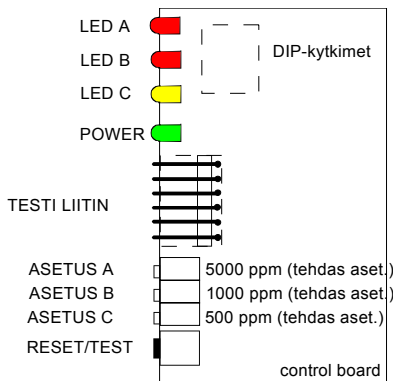 LED A
LED B
DIP-kytkimet
LED C
POWER
TESTI LIITIN
ASETUS A 5000 ppm (tehdas aset.)
ASETUS B 1000 ppm (tehdas aset.)
ASETUS C 500 ppm (tehdas aset.)
RESET/TEST
control board